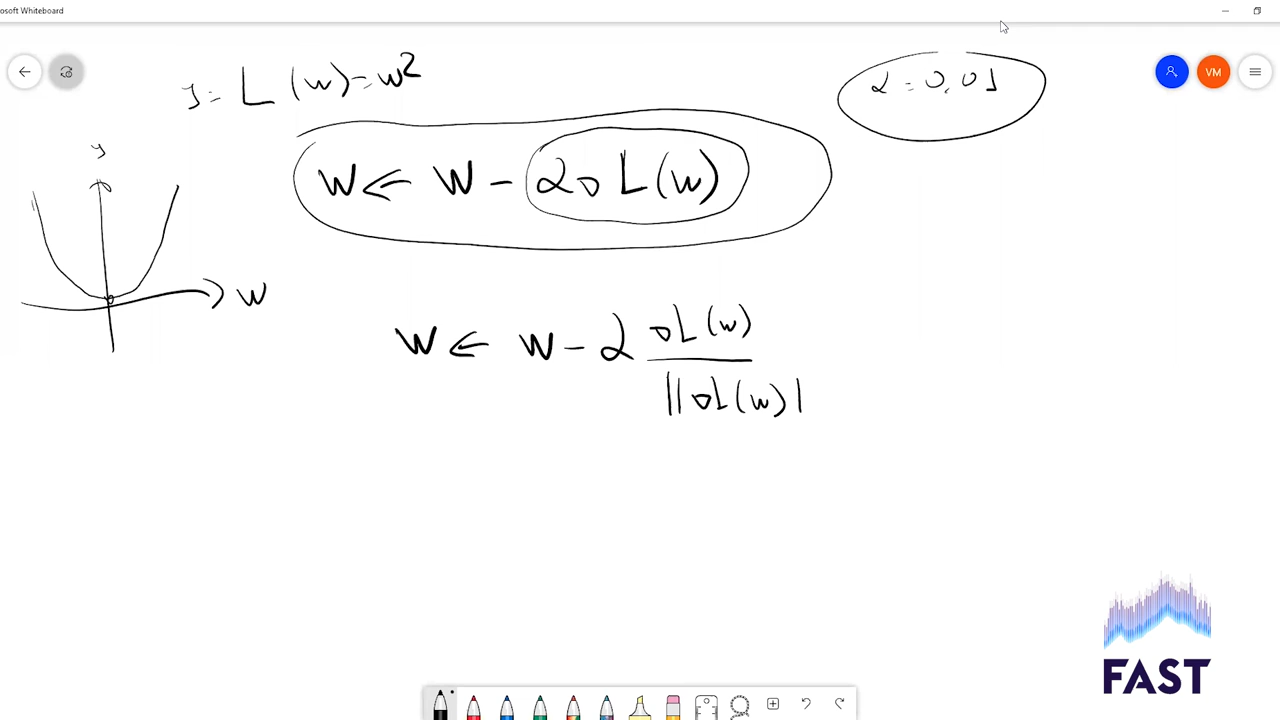 osoft Whiteboard
y = L (w) = w²
α = 0,01
VM
y
w ← w - α∇L(w)
w
w ← w - α ∇L(w)
||∇L(w)|
FAST